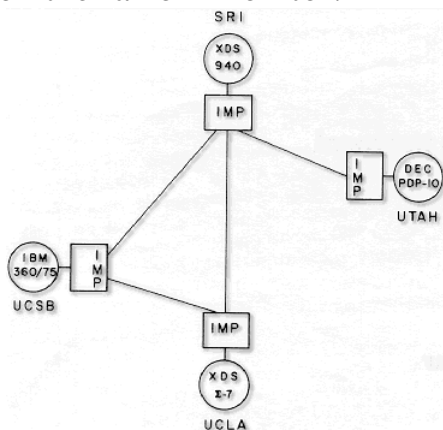 SRI
XDS
940
IMP
I
M
P
DEC
PDP-10
UTAH
IBM
360/75
I
M
P
UCSB
IMP
XDS
Σ-7
UCLA